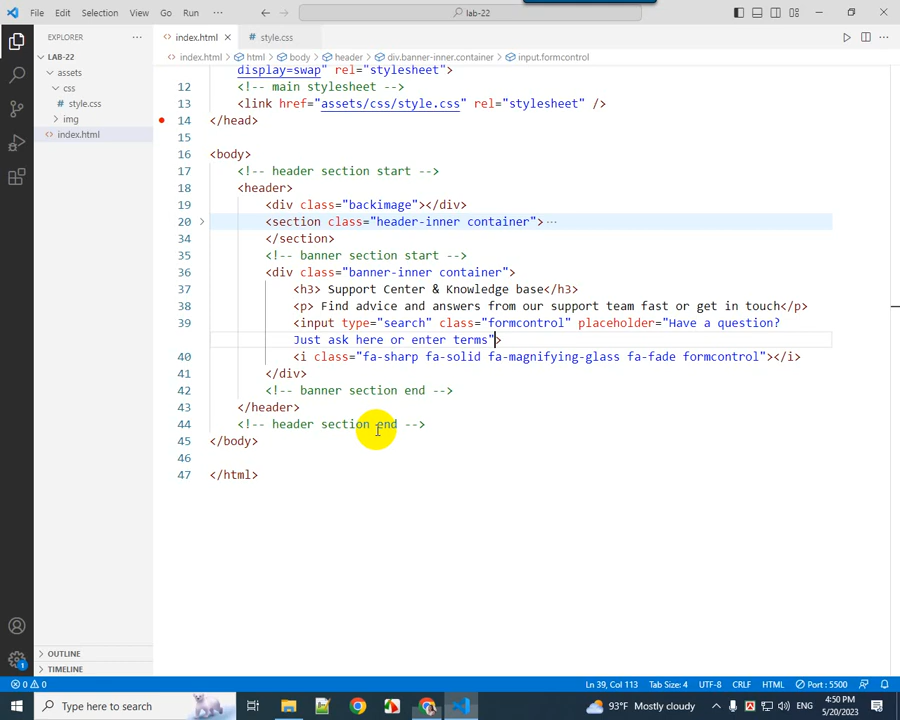 File Edit Selection View Go Run ··· lab-22
EXPLORER ···
index.html style.css
LAB-22
assets
css
style.css
img
index.html
index.html > html > body > header > div.banner-inner.container > input.formcontrol
display=swap" rel="stylesheet">
12 <!-- main stylesheet -->
13 <link href="assets/css/style.css" rel="stylesheet" />
14 </head>
15
16 <body>
17 <!-- header section start -->
18 <header>
19 <div class="backimage"></div>
20 <section class="header-inner container">···
34 </section>
35 <!-- banner section start -->
36 <div class="banner-inner container">
37 <h3> Support Center & Knowledge base</h3>
38 <p> Find advice and answers from our support team fast or get in touch</p>
39 <input type="search" class="formcontrol" placeholder="Have a question?
Just ask here or enter terms">
40 <i class="fa-sharp fa-solid fa-magnifying-glass fa-fade formcontrol"></i>
41 </div>
42 <!-- banner section end -->
43 </header>
44 <!-- header section end -->
45 </body>
46
47 </html>
OUTLINE
TIMELINE
1
0 0 Ln 39, Col 113 Tab Size: 4 UTF-8 CRLF HTML Port : 5500
Type here to search 93°F Mostly cloudy ENG 4:50 PM
5/20/2023